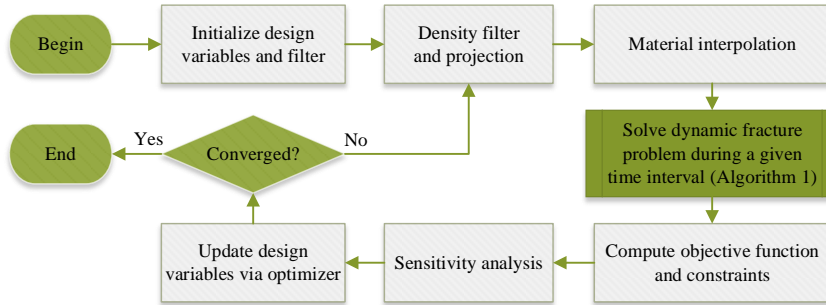 Begin
Initialize design
variables and filter
Density filter
and projection
Material interpolation
Solve dynamic fracture
problem during a given
time interval (Algorithm 1)
Compute objective function
and constraints
Sensitivity analysis
Update design
variables via optimizer
Converged?
No
Yes
End